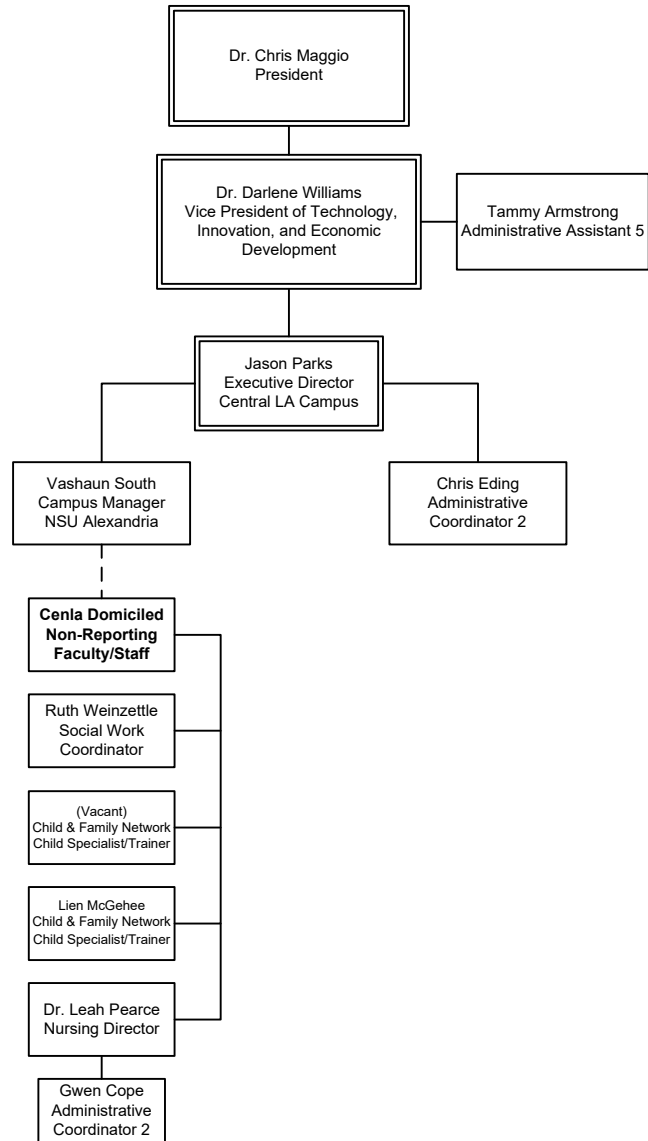 Dr. Chris Maggio
President
Dr. Darlene Williams
Vice President of Technology,
Innovation, and Economic
Development
Tammy Armstrong
Administrative Assistant 5
Jason Parks
Executive Director
Central LA Campus
Vashaun South
Campus Manager
NSU Alexandria
Chris Eding
Administrative
Coordinator 2
Cenla Domiciled
Non-Reporting
Faculty/Staff
Ruth Weinzettle
Social Work
Coordinator
(Vacant)
Child & Family Network
Child Specialist/Trainer
Lien McGehee
Child & Family Network
Child Specialist/Trainer
Dr. Leah Pearce
Nursing Director
Gwen Cope
Administrative
Coordinator 2